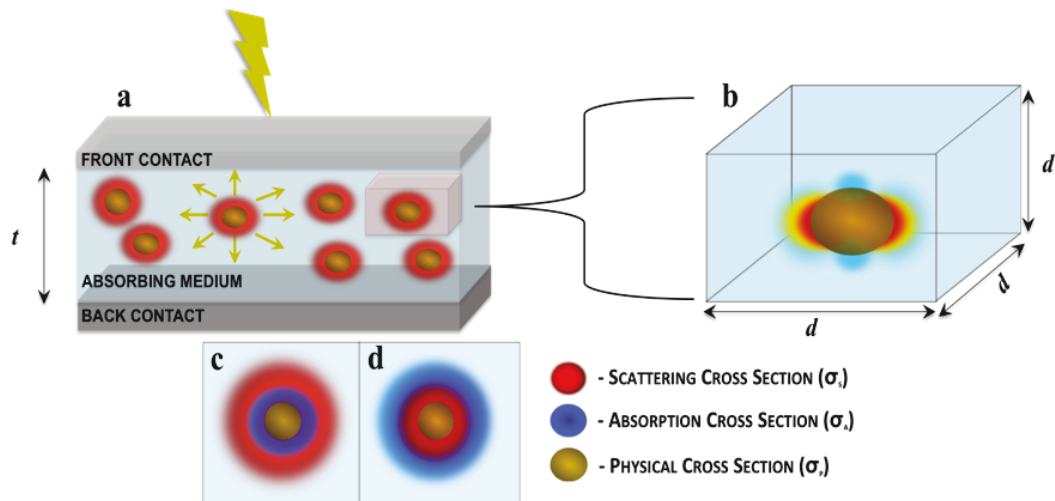 a
FRONT CONTACT
t
ABSORBING MEDIUM
BACK CONTACT
b
d
d
d
c
d
- SCATTERING CROSS SECTION (σs)
- ABSORPTION CROSS SECTION (σA)
- PHYSICAL CROSS SECTION (σP)